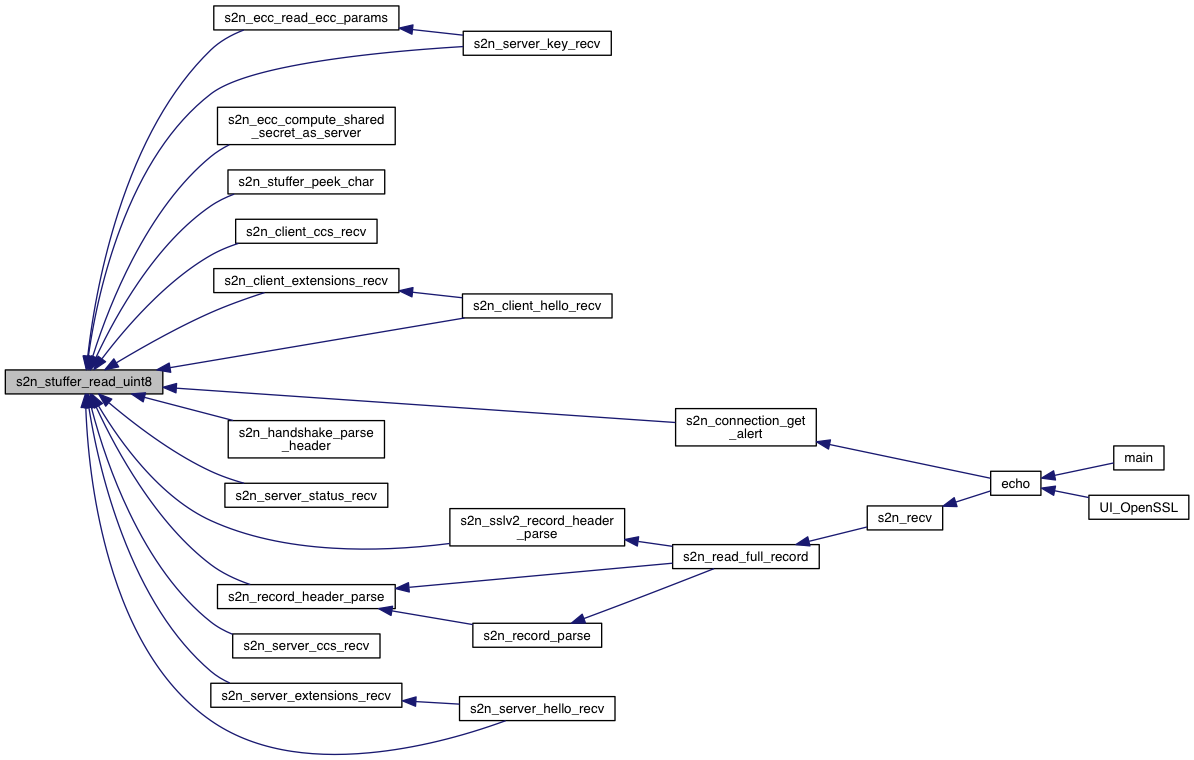 s2n_ecc_read_ecc_params
s2n_server_key_recv
s2n_ecc_compute_shared
_secret_as_server
s2n_stuffer_peek_char
s2n_client_ccs_recv
s2n_client_extensions_recv
s2n_client_hello_recv
s2n_stuffer_read_uint8
s2n_connection_get
_alert
s2n_handshake_parse
_header
main
echo
s2n_server_status_recv
UI_OpenSSL
s2n_recv
s2n_sslv2_record_header
_parse
s2n_read_full_record
s2n_record_header_parse
s2n_record_parse
s2n_server_ccs_recv
s2n_server_extensions_recv
s2n_server_hello_recv